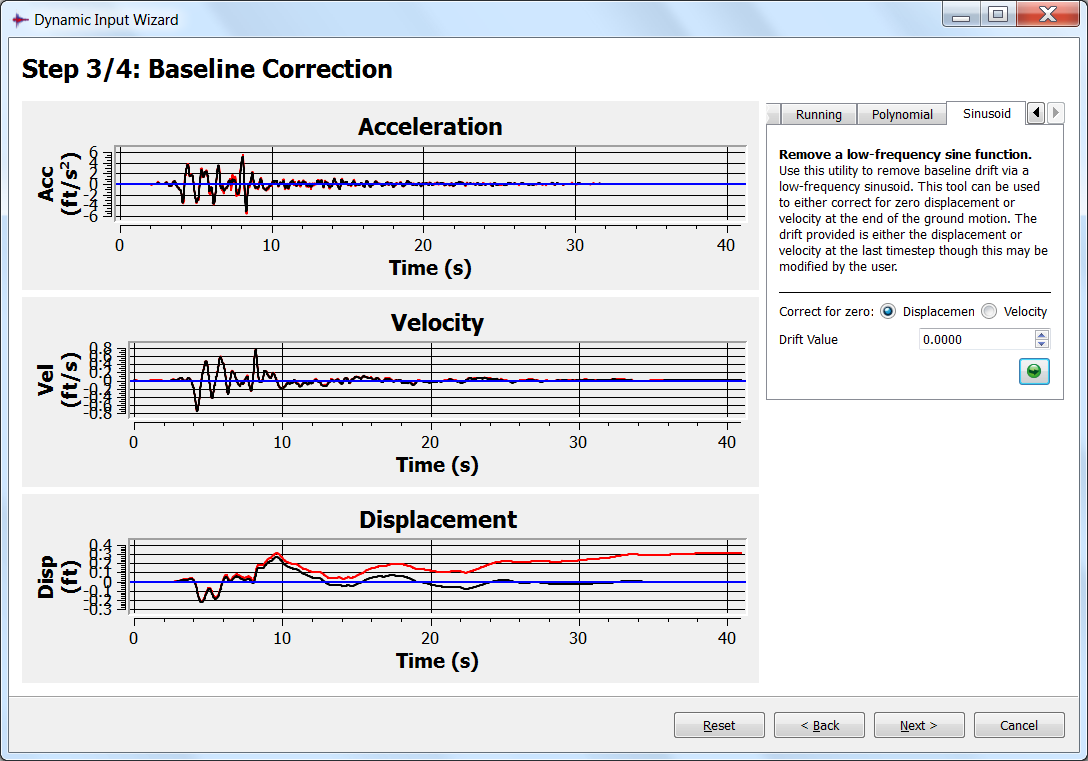 Dynamic Input Wizard
Step 3/4: Baseline Correction
Acceleration
Acc
(ft/s²)
6
4
2
0
-2
-4
-6
0 10 20 30 40
Time (s)
Velocity
Vel
(ft/s)
0.8
0.6
0.4
0.2
0
-0.2
-0.4
-0.6
-0.8
0 10 20 30 40
Time (s)
Displacement
Disp
(ft)
0.4
0.3
0.2
0.1
0
-0.1
-0.2
-0.3
0 10 20 30 40
Time (s)
Running Polynomial Sinusoid
Remove a low-frequency sine function.
Use this utility to remove baseline drift via a
low-frequency sinusoid. This tool can be used
to either correct for zero displacement or
velocity at the end of the ground motion. The
drift provided is either the displacement or
velocity at the last timestep though this may be
modified by the user.
Correct for zero: Displacemen Velocity
Drift Value 0.0000
Reset < Back Next > Cancel